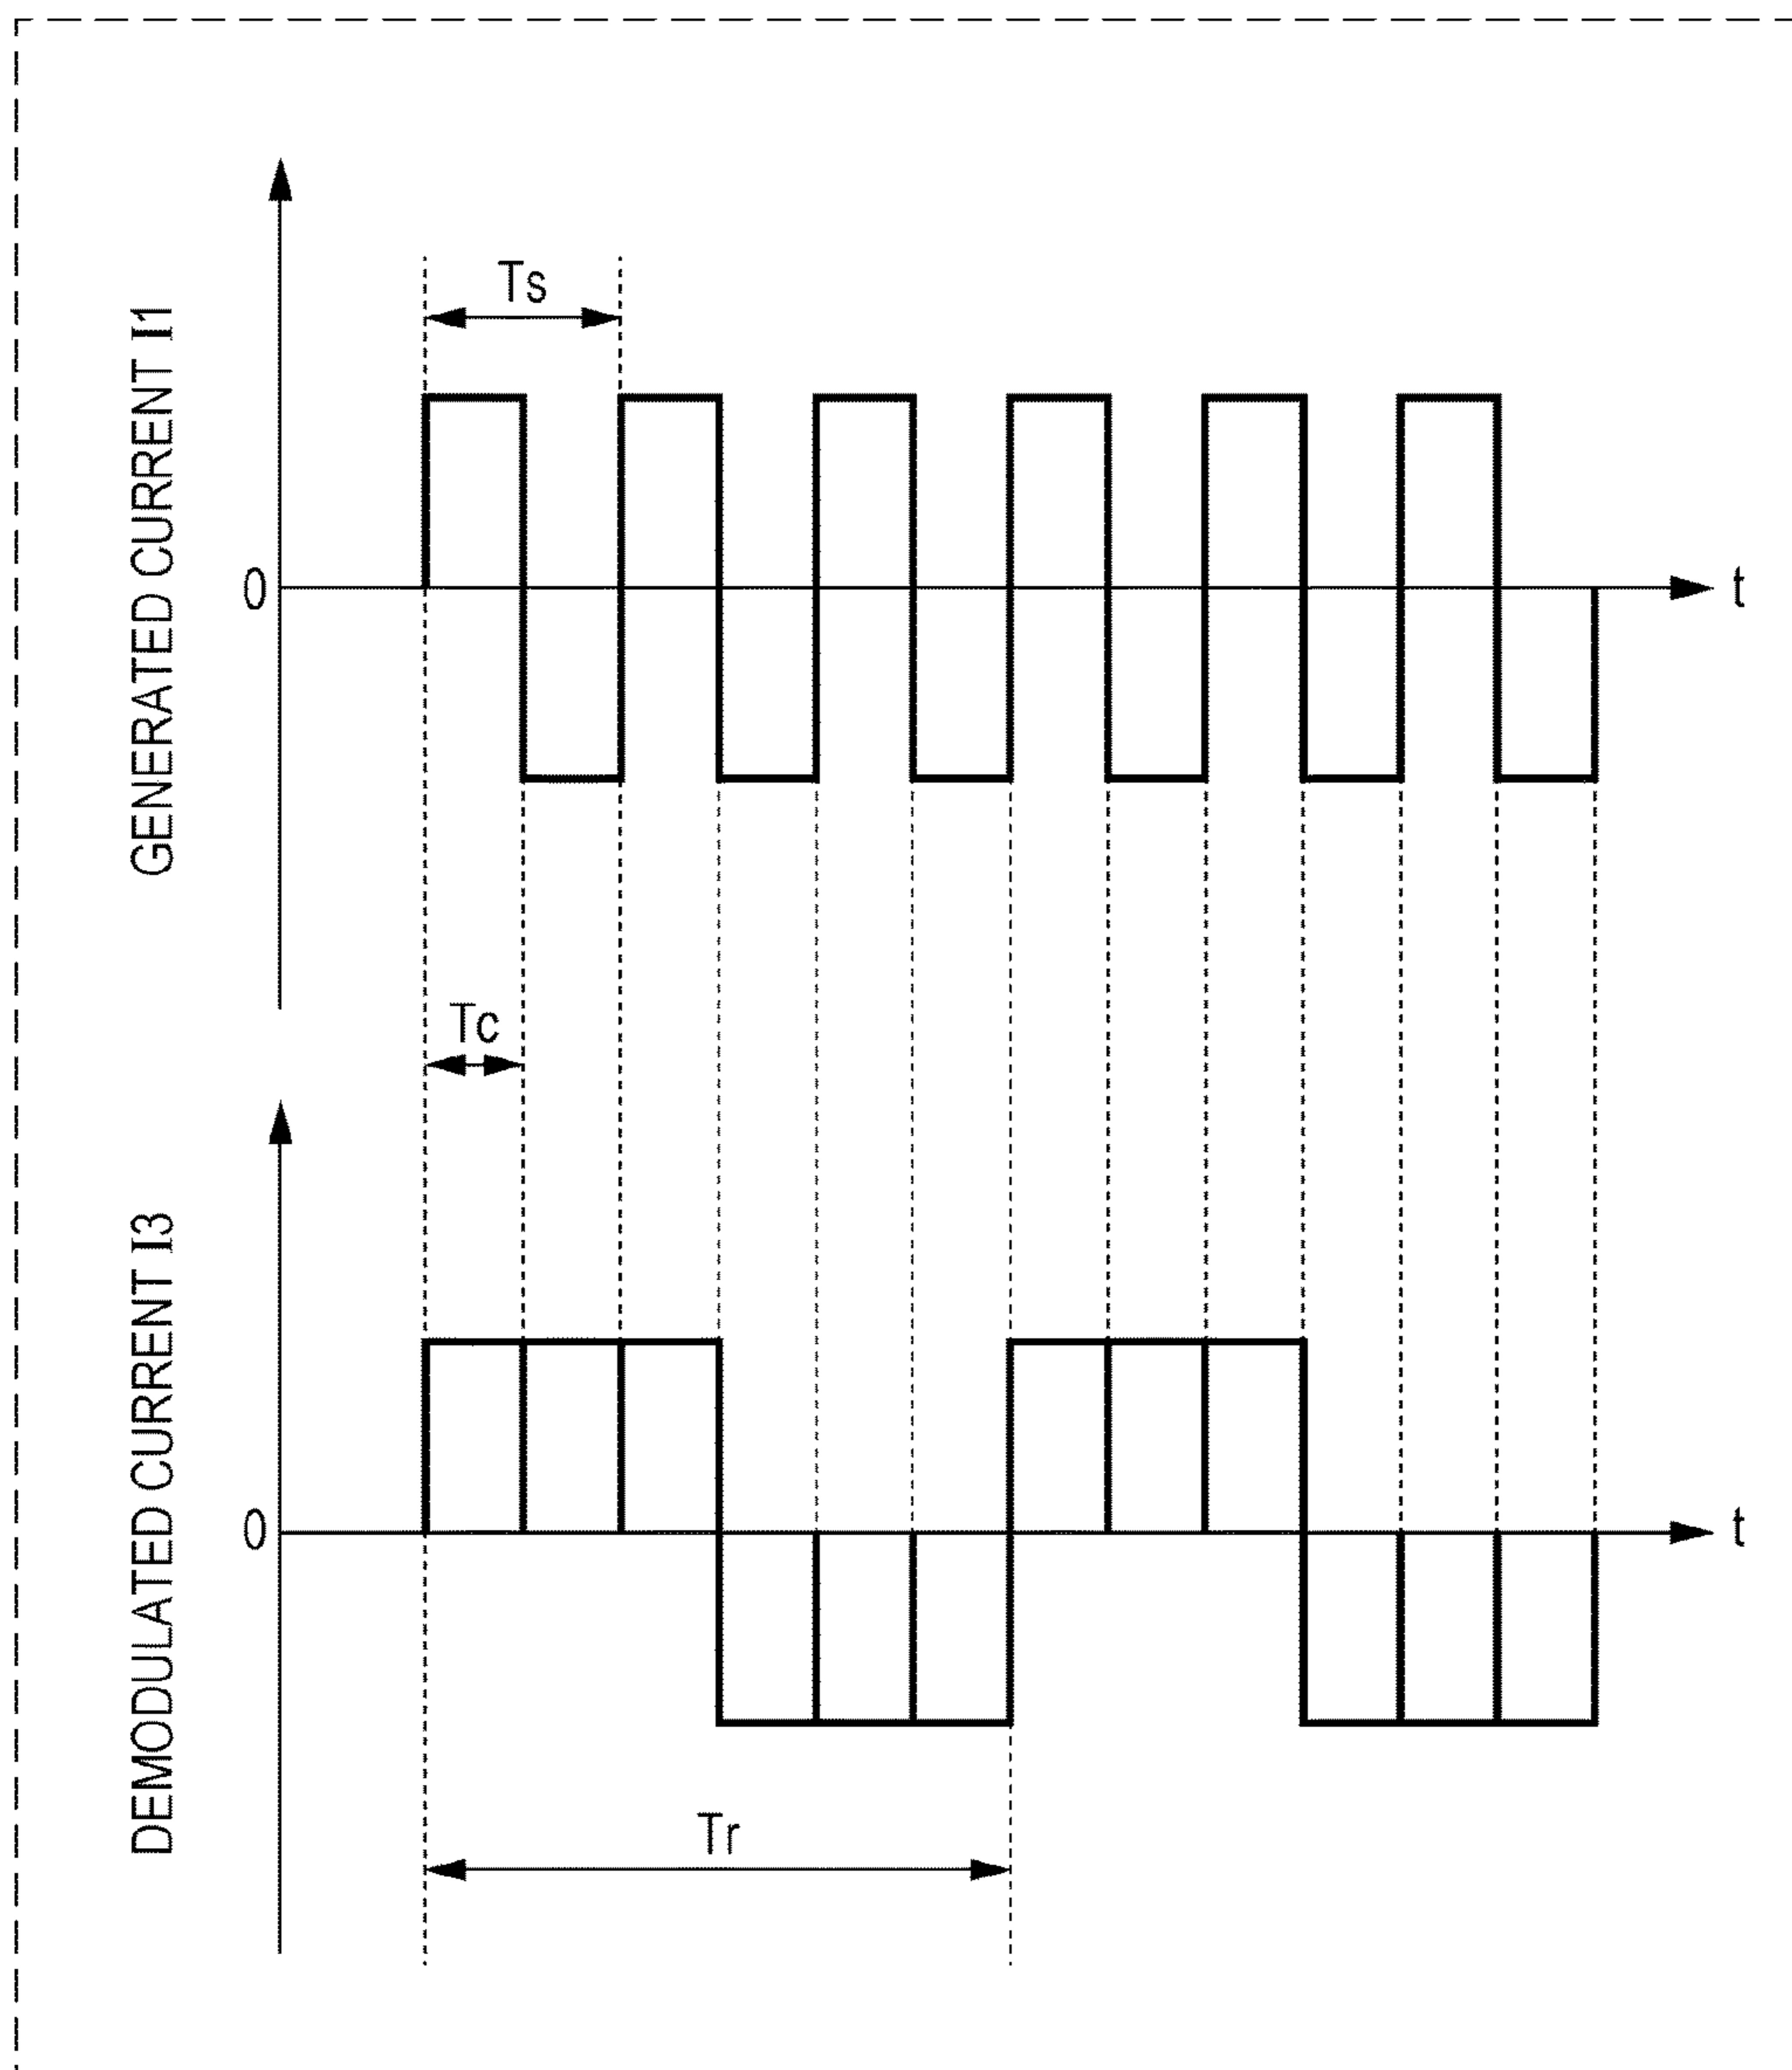 GENERATED CURRENT I1
Ts
0
t
Tc
DEMODULATED CURRENT I3
0
t
Tr